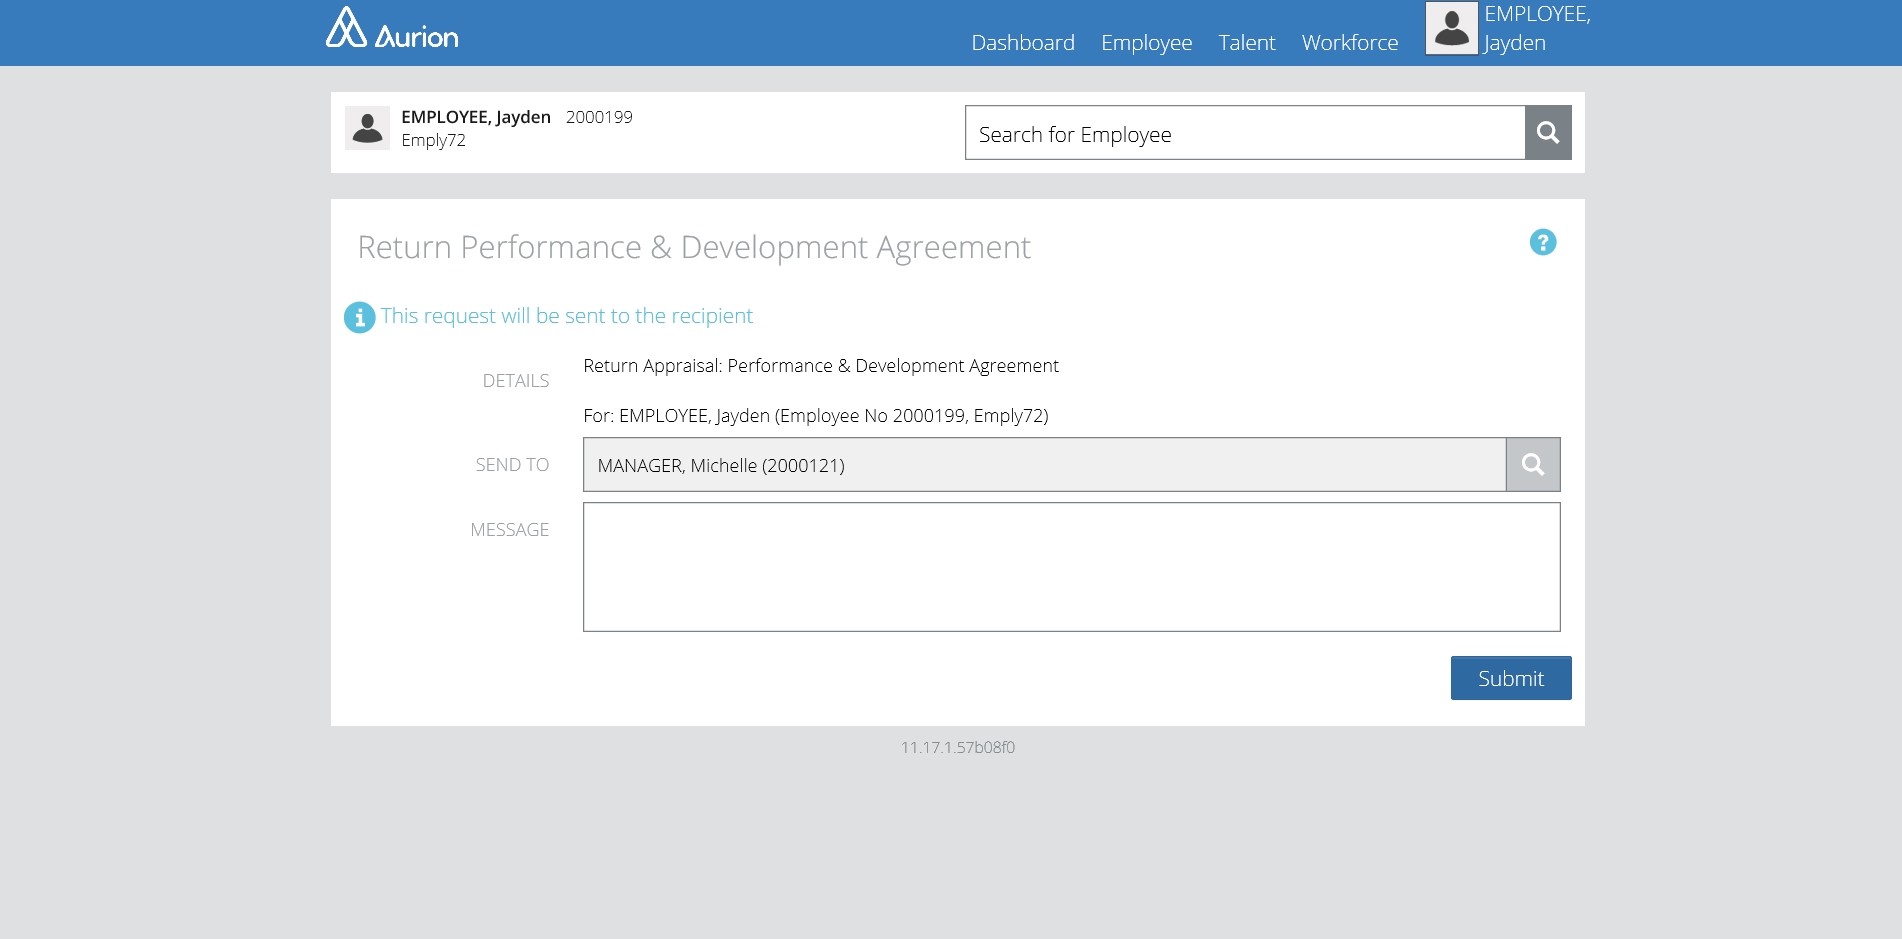 Aurion
Dashboard Employee Talent Workforce EMPLOYEE, Jayden
EMPLOYEE, Jayden 2000199
Emply72
Search for Employee
Return Performance & Development Agreement
?
i This request will be sent to the recipient
DETAILS
Return Appraisal: Performance & Development Agreement
For: EMPLOYEE, Jayden (Employee No 2000199, Emply72)
SEND TO
MANAGER, Michelle (2000121)
MESSAGE
Submit
11.17.1.57b08f0